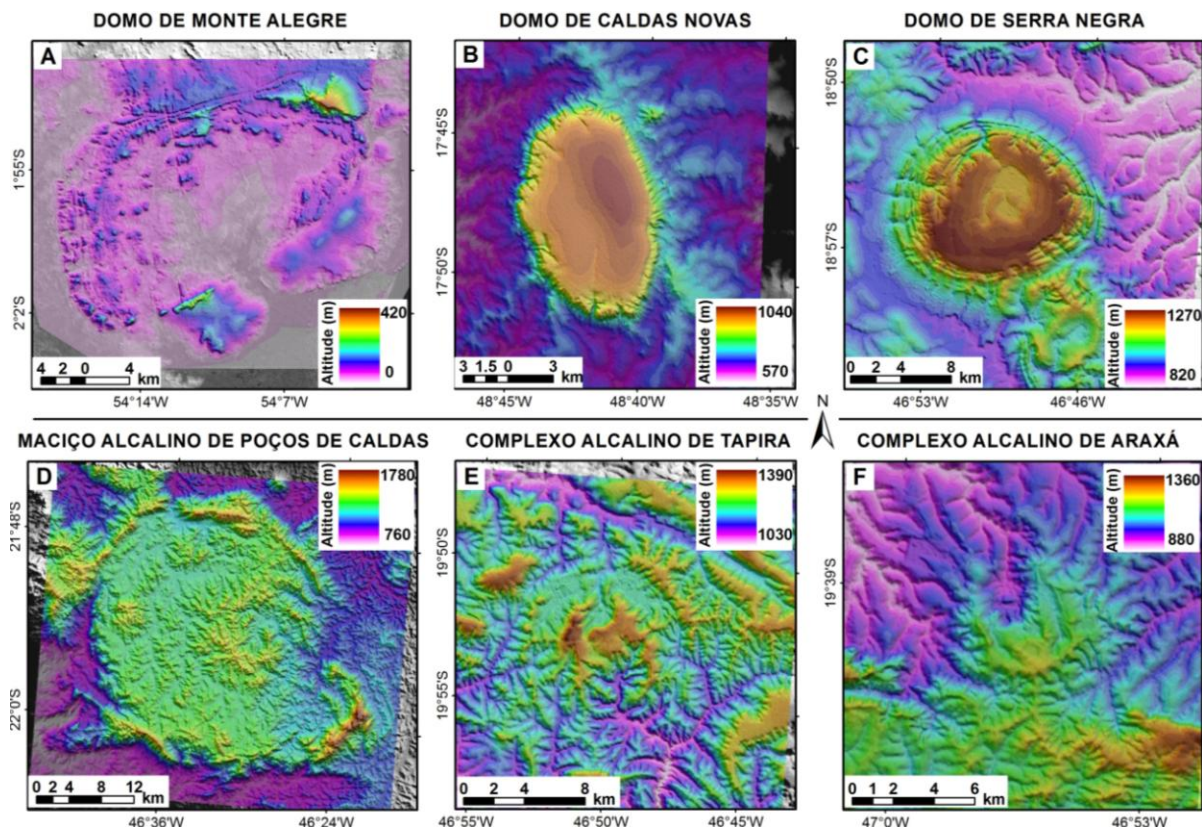 DOMO DE MONTE ALEGRE
DOMO DE CALDAS NOVAS
DOMO DE SERRA NEGRA
A
1°55'S
2°2'S
54°14'W
54°7'W
4 2 0 4
km
Altitude (m)
420
0
B
17°45'S
17°50'S
48°45'W
48°40'W
48°35'W
3 1.5 0 3
km
Altitude (m)
1040
570
C
18°50'S
18°57'S
46°53'W
46°46'W
0 2 4 8
km
Altitude (m)
1270
820
N
MACIÇO ALCALINO DE POÇOS DE CALDAS
COMPLEXO ALCALINO DE TAPIRA
COMPLEXO ALCALINO DE ARAXÁ
D
Altitude (m)
1780
760
21°48'S
22°0'S
0 2 4 8 12
km
46°36'W
46°24'W
E
Altitude (m)
1390
1030
19°50'S
19°55'S
0 2 4 8
km
46°55'W
46°50'W
46°45'W
F
Altitude (m)
1360
880
19°39'S
0 1 2 4 6
km
47°0'W
46°53'W